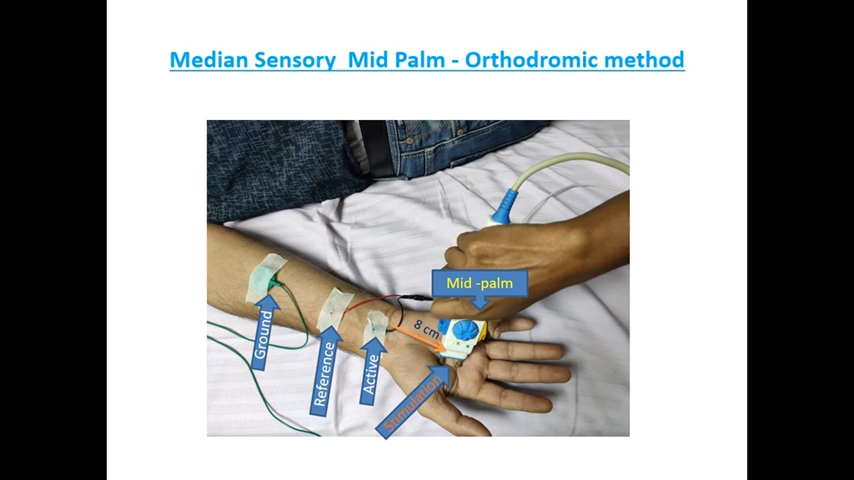 Median Sensory  Mid Palm - Orthodromic method
Mid -palm
8 cm
Ground
Reference
Active
Stimulation